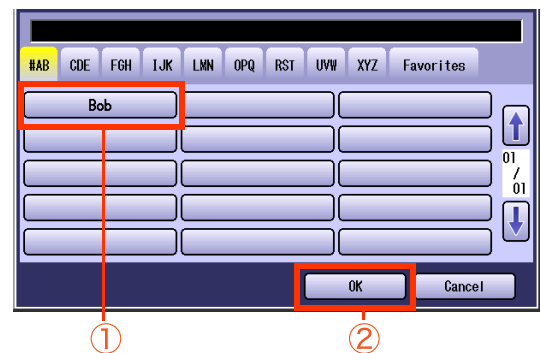 #AB CDE FGH IJK LMN OPQ RST UVW XYZ Favorites
Bob
01
/
01
OK Cancel
① ②